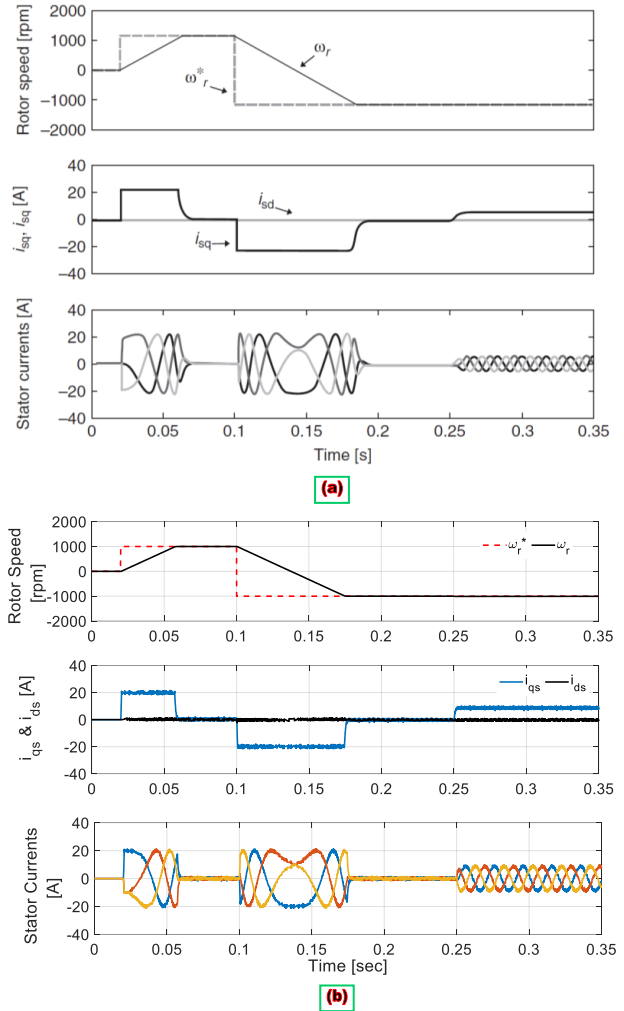 2000
1000
0
−1000
−2000
Rotor speed [rpm]
ω*r
ωr
40
20
0
−20
−40
isq, isq [A]
isd
isq
40
20
0
−20
−40
Stator currents [A]
0 0.05 0.1 0.15 0.2 0.25 0.3 0.35
Time [s]
(a)
2000
1000
0
-1000
-2000
Rotor Speed
[rpm]
ωr* ωr
0 0.05 0.1 0.15 0.2 0.25 0.3 0.35
40
20
0
-20
-40
iqs & ids [A]
iqs ids
0 0.05 0.1 0.15 0.2 0.25 0.3 0.35
40
20
0
-20
-40
Stator Currents
[A]
0 0.05 0.1 0.15 0.2 0.25 0.3 0.35
Time [sec]
(b)